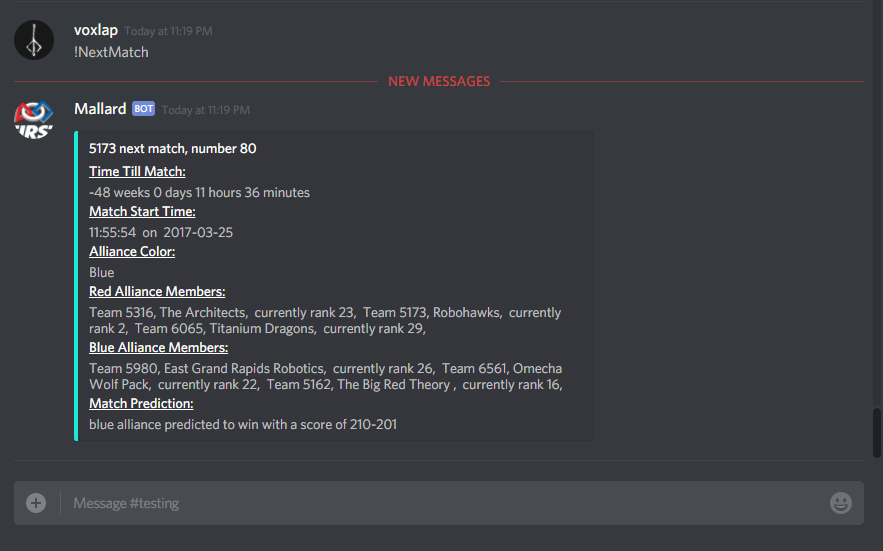 voxlap Today at 11:19 PM
!NextMatch
NEW MESSAGES
Mallard BOT Today at 11:19 PM
5173 next match, number 80
Time Till Match:
-48 weeks 0 days 11 hours 36 minutes
Match Start Time:
11:55:54 on 2017-03-25
Alliance Color:
Blue
Red Alliance Members:
Team 5316, The Architects, currently rank 23, Team 5173, Robohawks, currently
rank 2, Team 6065, Titanium Dragons, currently rank 29,
Blue Alliance Members:
Team 5980, East Grand Rapids Robotics, currently rank 26, Team 6561, Omecha
Wolf Pack, currently rank 22, Team 5162, The Big Red Theory , currently rank 16,
Match Prediction:
blue alliance predicted to win with a score of 210-201
Message #testing